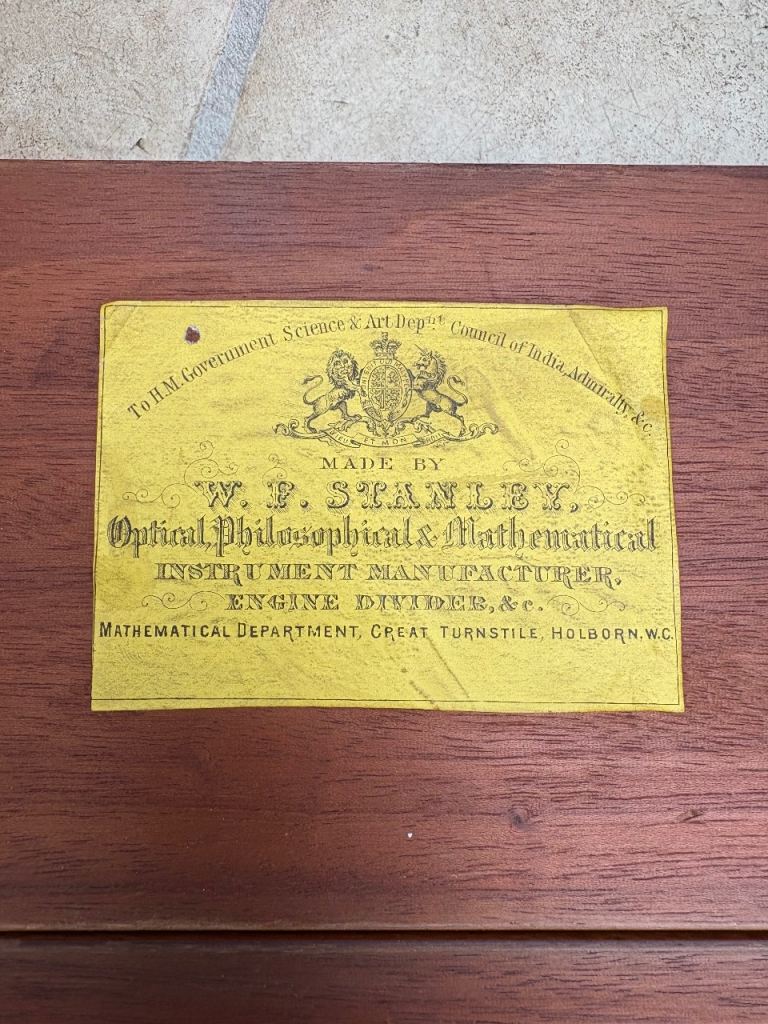 To H.M. Government Science & Art Depnt Council of India, Admiralty, &c.
DIEU ET MON DROIT
MADE BY
W. F. STANLEY,
Optical, Philosophical & Mathematical
INSTRUMENT MANUFACTURER,
ENGINE DIVIDER, &c.
MATHEMATICAL DEPARTMENT, GREAT TURNSTILE, HOLBORN, W.C.